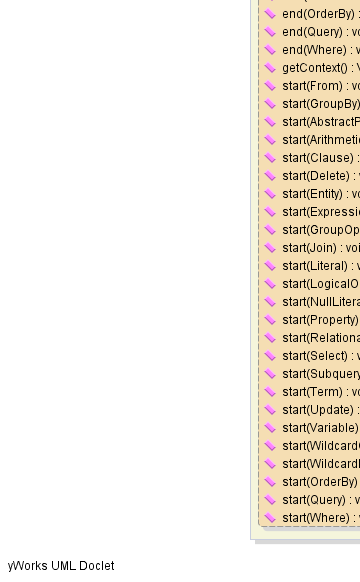 end(OrderBy) :
end(Query) : vo
end(Where) : v
getContext() : V
start(From) : vo
start(GroupBy)
start(AbstractP
start(Arithmeti
start(Clause) :
start(Delete) : v
start(Entity) : vo
start(Expressio
start(GroupOp
start(Join) : voi
start(Literal) : v
start(LogicalO
start(NullLitera
start(Property)
start(Relationa
start(Select) : v
start(Subquery
start(Term) : vo
start(Update) :
start(Variable)
start(Wildcard
start(Wildcard
start(OrderBy)
start(Query) : v
start(Where) : v
yWorks UML Doclet